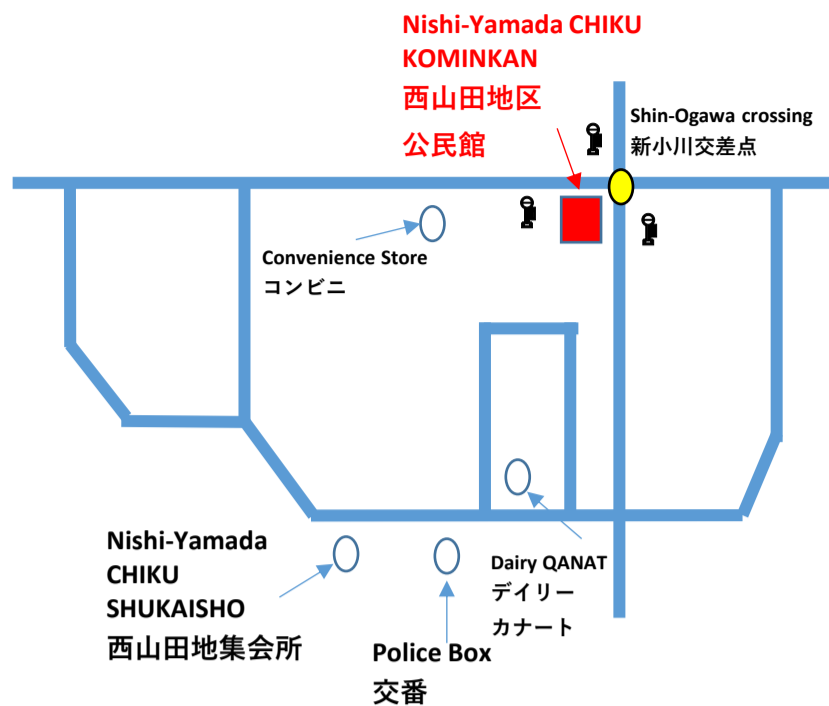 Nishi-Yamada CHIKU
KOMINKAN
西山田地区
公民館
Shin-Ogawa crossing
新小川交差点
Convenience Store
コンビニ
Nishi-Yamada
CHIKU
SHUKAISHO
西山田地集会所
Police Box
交番
Dairy QANAT
デイリー
カナート